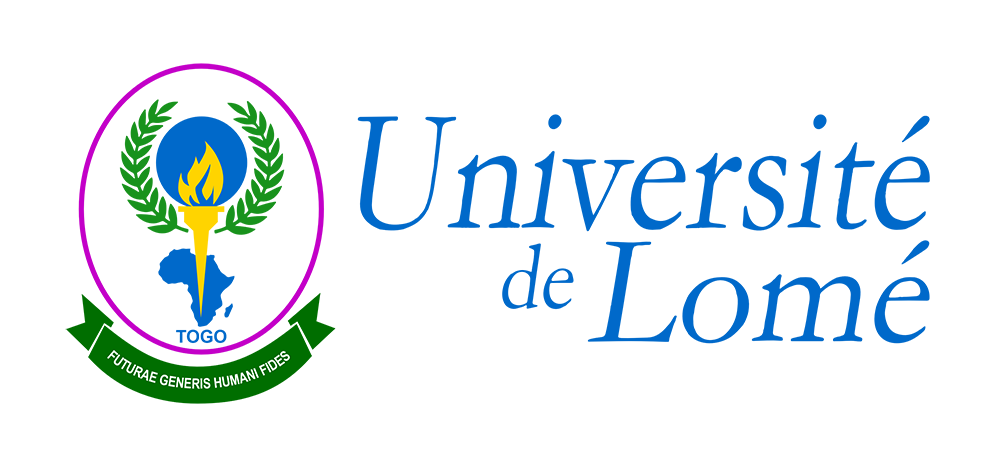 Université
de Lomé
TOGO
FUTURAE GENERIS HUMANI FIDES